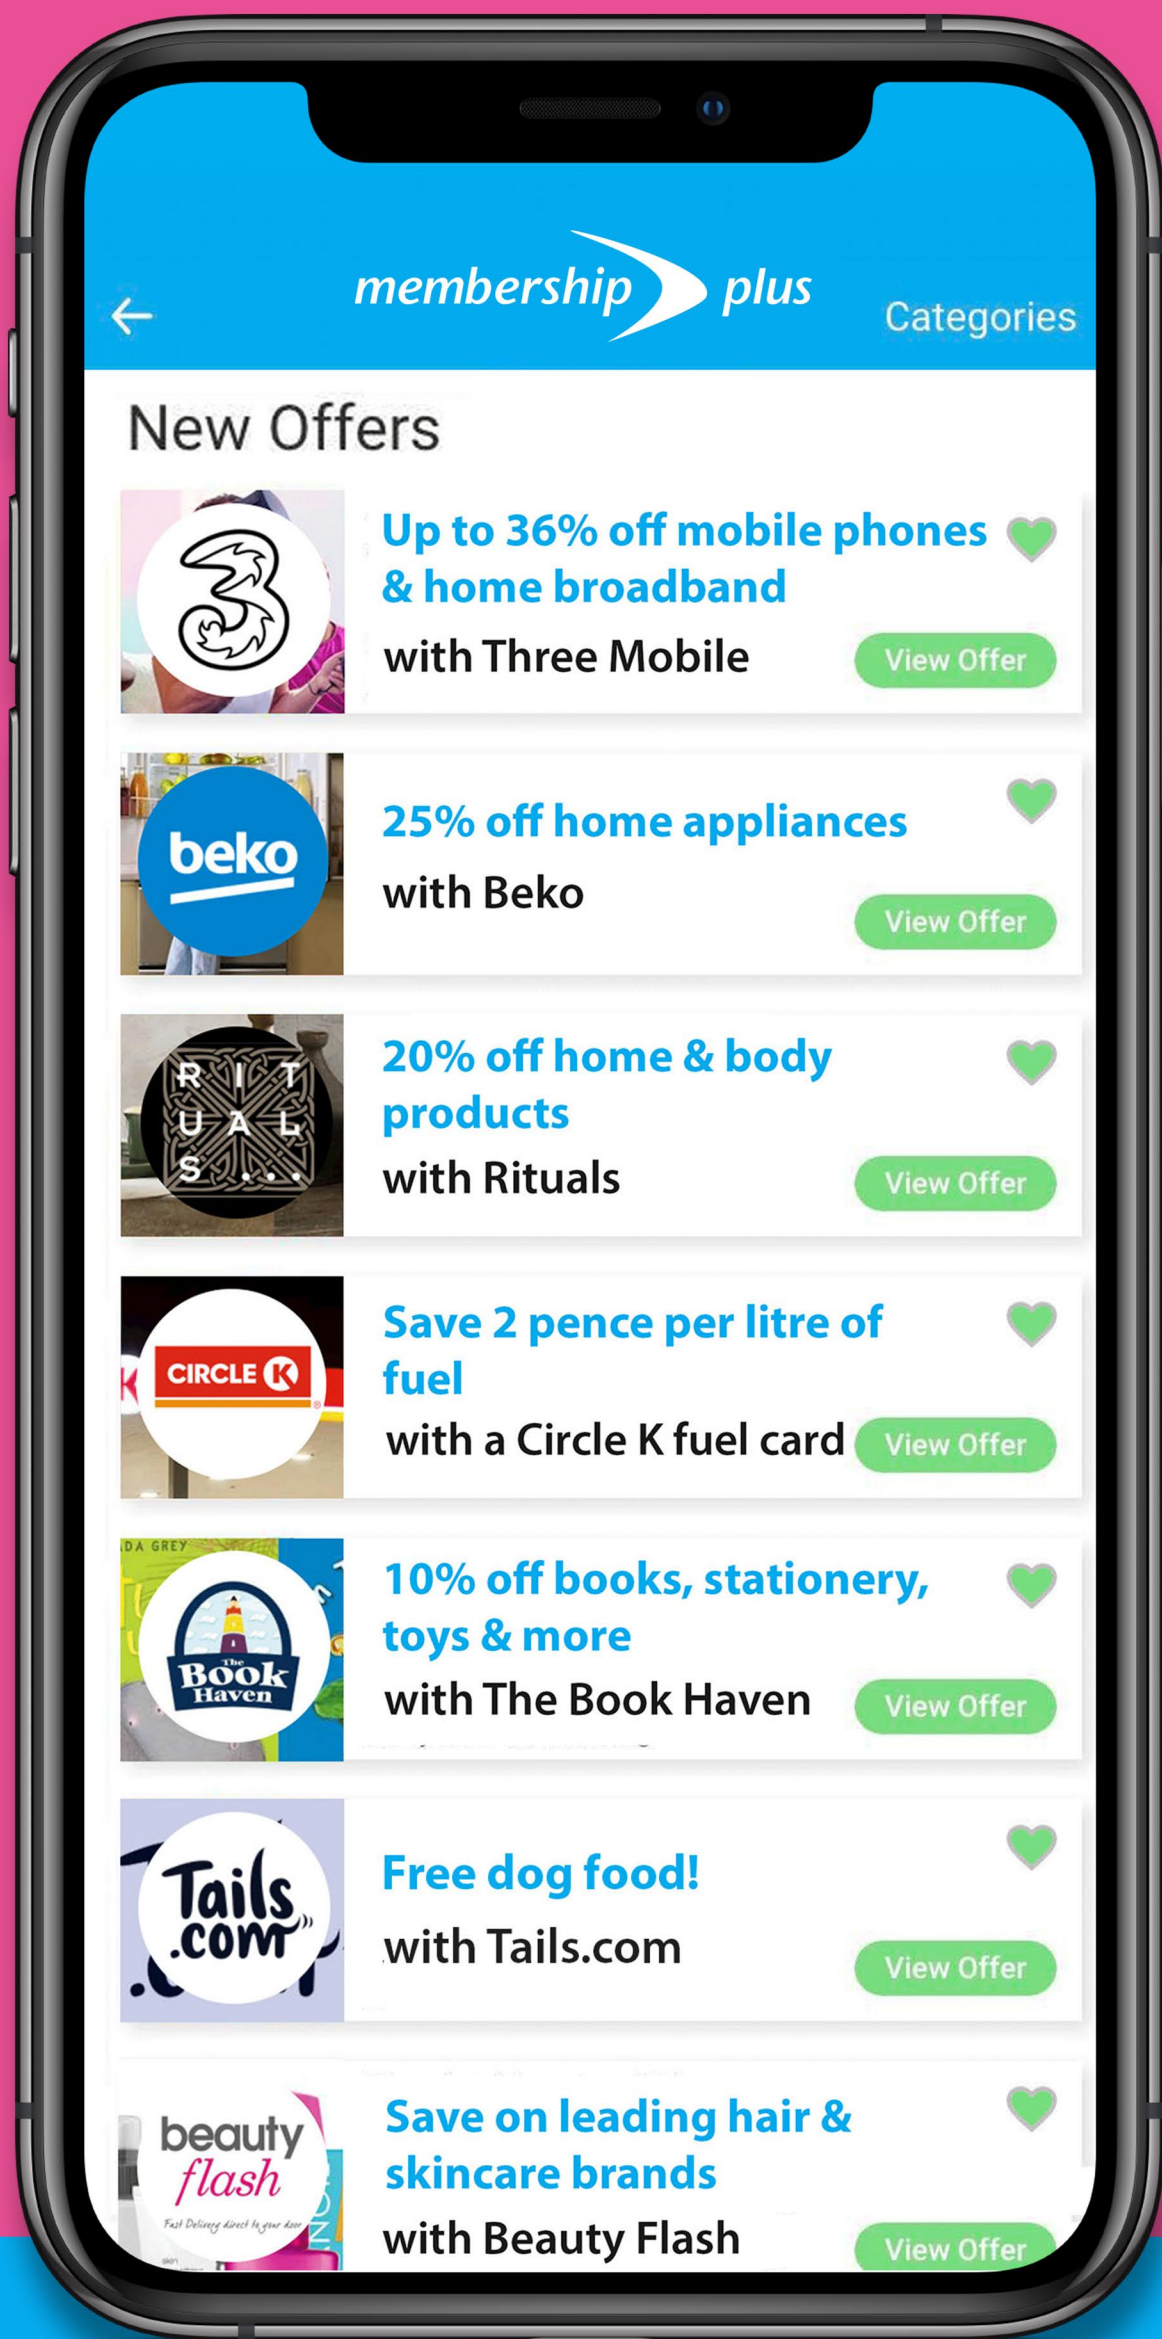 membership plus
Categories
New Offers
3
Up to 36% off mobile phones
& home broadband
with Three Mobile
View Offer
beko
25% off home appliances
with Beko
View Offer
RIT
UAL
S...
20% off home & body
products
with Rituals
View Offer
K
CIRCLE K
®
Save 2 pence per litre of
fuel
with a Circle K fuel card
View Offer
DA GREY
The
Book
Haven
10% off books, stationery,
toys & more
with The Book Haven
View Offer
Tails
.com
Free dog food!
with Tails.com
View Offer
beauty
flash
Fast Delivery direct to your door
skin
Save on leading hair &
skincare brands
with Beauty Flash
View Offer